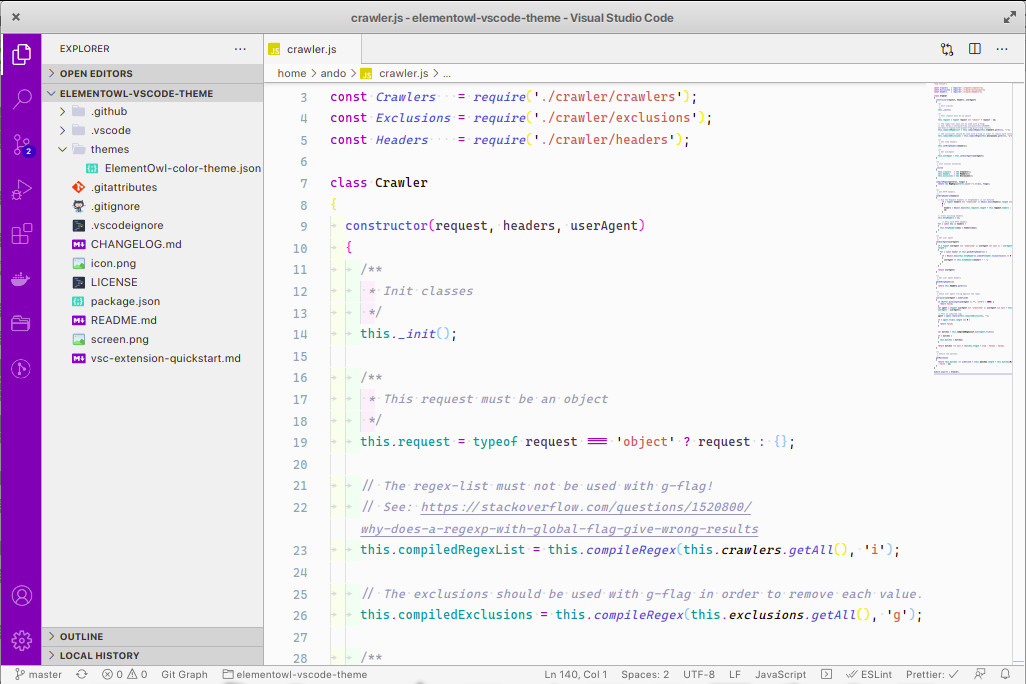 crawler.js - elementowl-vscode-theme - Visual Studio Code
EXPLORER
OPEN EDITORS
ELEMENTOWL-VSCODE-THEME
.github
.vscode
themes
ElementOwl-color-theme.json
.gitattributes
.gitignore
.vscodeignore
CHANGELOG.md
icon.png
LICENSE
package.json
README.md
screen.png
vsc-extension-quickstart.md
OUTLINE
LOCAL HISTORY
2
JS crawler.js
home > ando > JS crawler.js > ...
3 const Crawlers = require('./crawler/crawlers');
4 const Exclusions = require('./crawler/exclusions');
5 const Headers = require('./crawler/headers');
6
7 class Crawler
8 {
9 constructor(request, headers, userAgent)
10 {
11 /**
12 * Init classes
13 */
14 this._init();
15
16 /**
17 * This request must be an object
18 */
19 this.request = typeof request === 'object' ? request : {};
20
21 // The regex-list must not be used with g-flag!
22 // See: https://stackoverflow.com/questions/1520800/
why-does-a-regexp-with-global-flag-give-wrong-results
23 this.compiledRegexList = this.compileRegex(this.crawlers.getAll(), 'i');
24
25 // The exclusions should be used with g-flag in order to remove each value.
26 this.compiledExclusions = this.compileRegex(this.exclusions.getAll(), 'g');
27
28 /**
master 0 0 Git Graph elementowl-vscode-theme Ln 140, Col 1 Spaces: 2 UTF-8 LF JavaScript ESLint Prettier: ✓